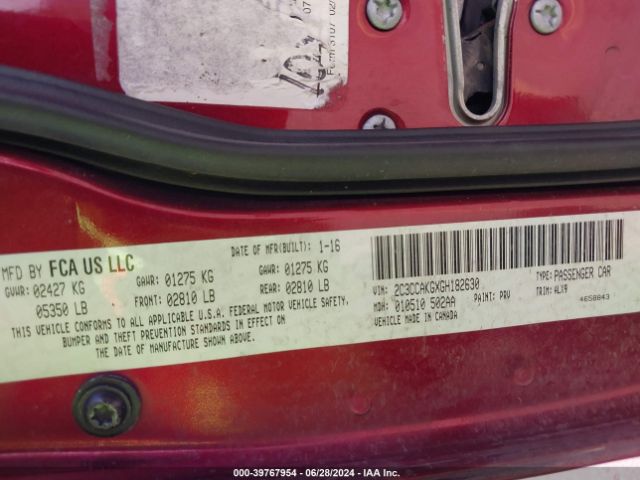 MFD BY FCA US LLC
DATE OF MFR(BUILT): 1-16
GVWR: 02427 KG
05350 LB
GAWR: 01275 KG
FRONT: 02810 LB
GAWR: 01275 KG
REAR: 02810 LB
THIS VEHICLE CONFORMS TO ALL APPLICABLE U.S.A. FEDERAL MOTOR VEHICLE SAFETY,
BUMPER AND THEFT PREVENTION STANDARDS IN EFFECT ON
THE DATE OF MANUFACTURE SHOWN ABOVE.
VIN: 2C3CCAKGXGH182630
TYPE: PASSENGER CAR
MDH: 010510 502AA
PAINT: PRV
TRIM: ALX9
VEHICLE MADE IN CANADA
4658643
000-39767954 | 06/28/2024 | IAA Inc.